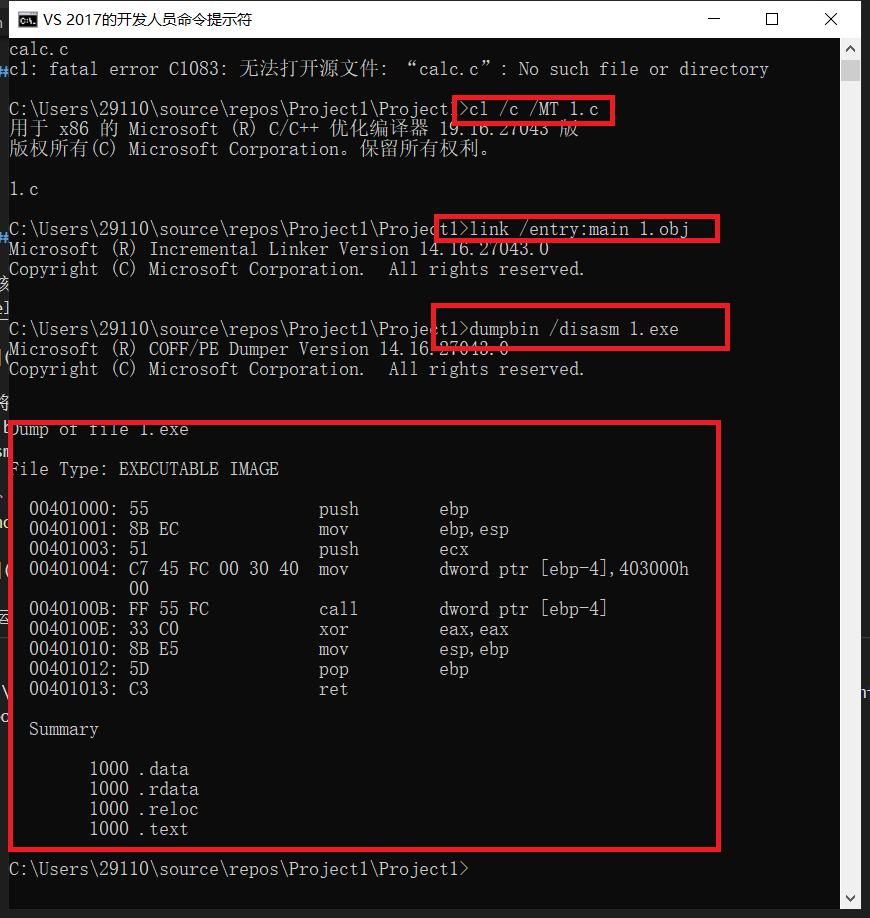 VS 2017的开发人员命令提示符
calc.c
cl: fatal error C1083: 无法打开源文件: “calc.c”: No such file or directory
C:\Users\29110\source\repos\Project1\Project1>cl /c /MT 1.c
用于 x86 的 Microsoft (R) C/C++ 优化编译器 19.16.27043 版
版权所有(C) Microsoft Corporation。保留所有权利。
1.c
C:\Users\29110\source\repos\Project1\Project1>link /entry:main 1.obj
Microsoft (R) Incremental Linker Version 14.16.27043.0
Copyright (C) Microsoft Corporation.  All rights reserved.
C:\Users\29110\source\repos\Project1\Project1>dumpbin /disasm 1.exe
Microsoft (R) COFF/PE Dumper Version 14.16.27043.0
Copyright (C) Microsoft Corporation.  All rights reserved.
Dump of file 1.exe
File Type: EXECUTABLE IMAGE
  00401000: 55                 push        ebp
  00401001: 8B EC              mov         ebp,esp
  00401003: 51                 push        ecx
  00401004: C7 45 FC 00 30 40  mov         dword ptr [ebp-4],403000h
            00
  0040100B: FF 55 FC           call        dword ptr [ebp-4]
  0040100E: 33 C0              xor         eax,eax
  00401010: 8B E5              mov         esp,ebp
  00401012: 5D                 pop         ebp
  00401013: C3                 ret
  Summary
        1000 .data
        1000 .rdata
        1000 .reloc
        1000 .text
C:\Users\29110\source\repos\Project1\Project1>